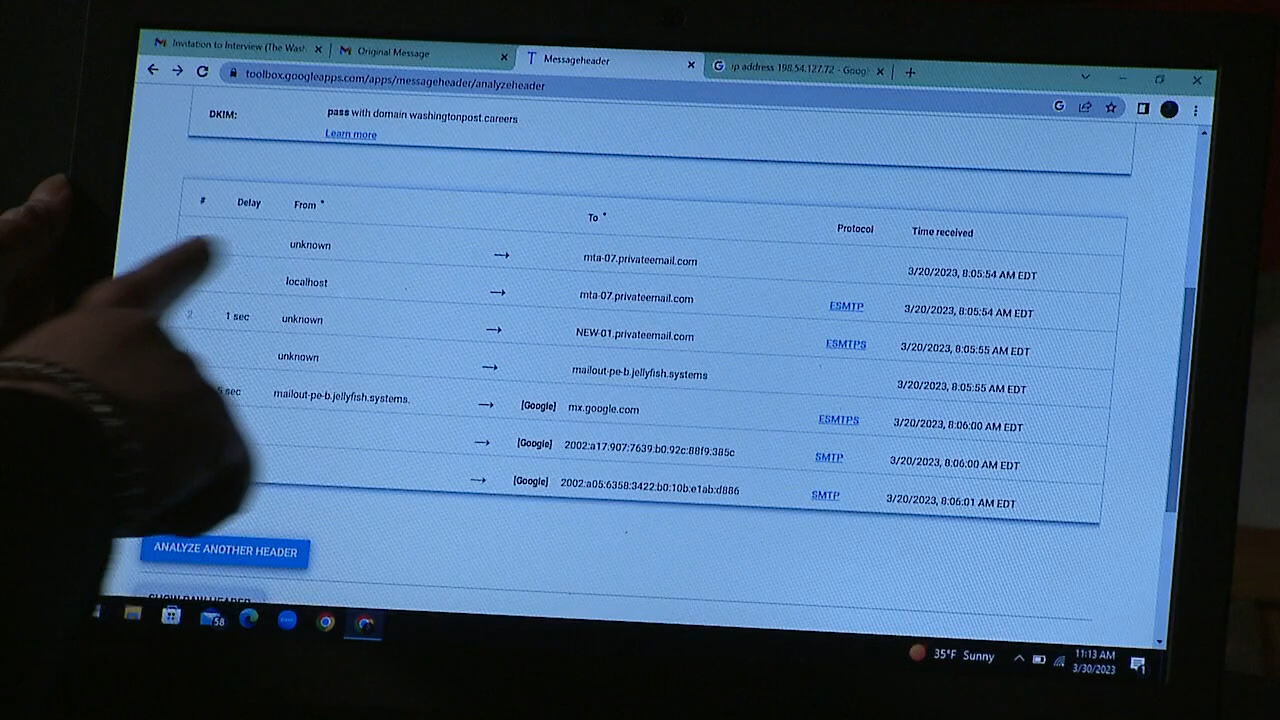 Invitation to Interview (The Wash
Original Message
Messageheader
ip address 198.54.127.72 - Goog
toolbox.googleapps.com/apps/messageheader/analyzeheader
DKIM: pass with domain washingtonpost.careers
Learn more
# Delay From * To * Protocol Time received
unknown → mta-07.privateemail.com 3/20/2023, 8:05:54 AM EDT
localhost → mta-07.privateemail.com ESMTP 3/20/2023, 8:05:54 AM EDT
2 1 sec unknown → NEW-01.privateemail.com ESMTPS 3/20/2023, 8:05:55 AM EDT
unknown → mailout-pe-b.jellyfish.systems 3/20/2023, 8:05:55 AM EDT
5 sec mailout-pe-b.jellyfish.systems. → [Google] mx.google.com ESMTPS 3/20/2023, 8:06:00 AM EDT
→ [Google] 2002:a17:907:7639:b0:92c:88f9:385c SMTP 3/20/2023, 8:06:00 AM EDT
→ [Google] 2002:a05:6358:3422:b0:10b:e1ab:d886 SMTP 3/20/2023, 8:06:01 AM EDT
ANALYZE ANOTHER HEADER
SHOW RAW HEADER
58
35°F Sunny
11:13 AM
3/30/2023
1